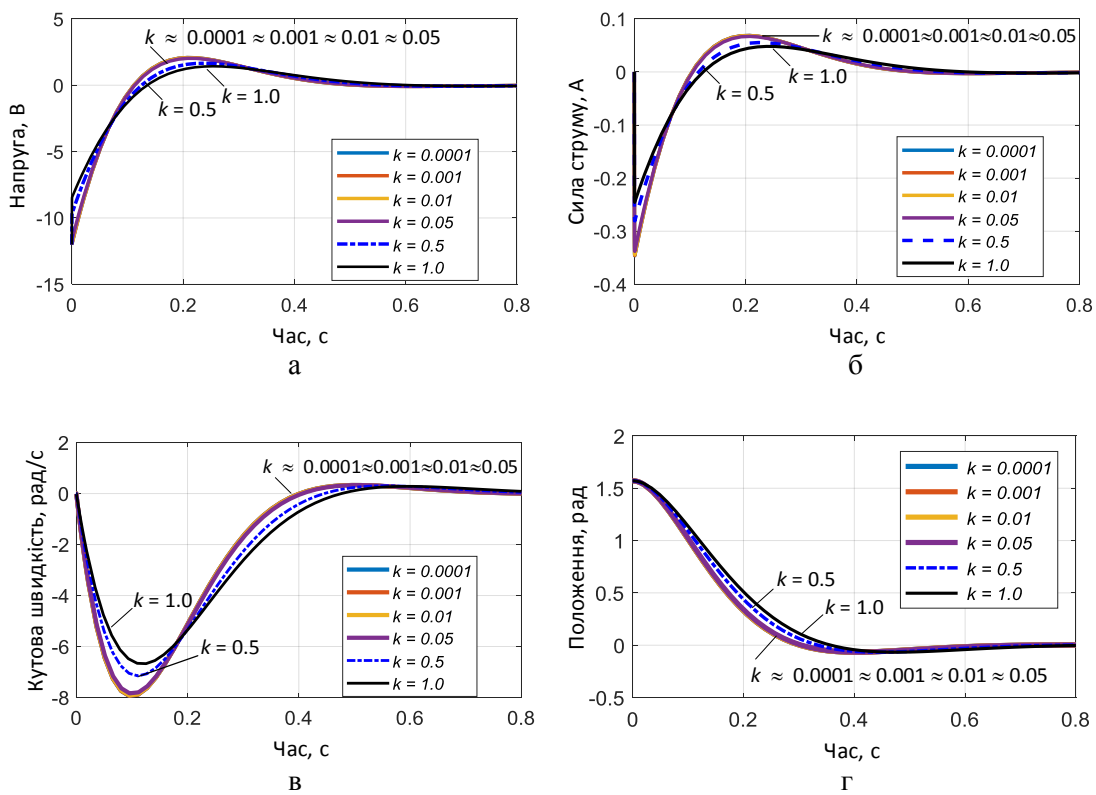 5
0
-5
-10
-15
Напруга, В
k ≈ 0.0001 ≈ 0.001 ≈ 0.01 ≈ 0.05
k = 0.5
k = 1.0
k = 0.0001
k = 0.001
k = 0.01
k = 0.05
k = 0.5
k = 1.0
0 0.2 0.4 0.6 0.8
Час, с
а
0.1
0
-0.1
-0.2
-0.3
-0.4
Сила струму, А
k ≈ 0.0001≈0.001≈0.01≈0.05
k = 0.5
k = 1.0
k = 0.0001
k = 0.001
k = 0.01
k = 0.05
k = 0.5
k = 1.0
0 0.2 0.4 0.6 0.8
Час, с
б
2
0
-2
-4
-6
-8
Кутова швидкість, рад/с
k ≈ 0.0001≈0.001≈0.01≈0.05
k = 1.0
k = 0.5
k = 0.0001
k = 0.001
k = 0.01
k = 0.05
k = 0.5
k = 1.0
0 0.2 0.4 0.6 0.8
Час, с
в
2
1.5
1
0.5
0
-0.5
Положення, рад
k = 0.5
k = 1.0
k ≈ 0.0001 ≈ 0.001 ≈ 0.01 ≈ 0.05
k = 0.0001
k = 0.001
k = 0.01
k = 0.05
k = 0.5
k = 1.0
0 0.2 0.4 0.6 0.8
Час, с
г